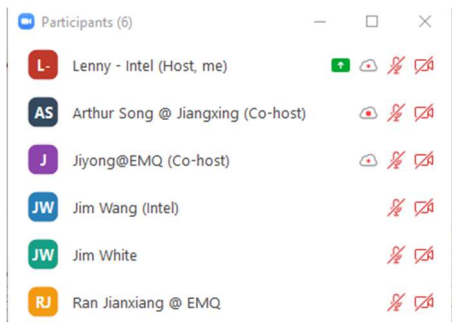 Participants (6)
L- Lenny - Intel (Host, me)
AS Arthur Song @ Jiangxing (Co-host)
J Jiyong@EMQ (Co-host)
JW Jim Wang (Intel)
JW Jim White
RJ Ran Jianxiang @ EMQ